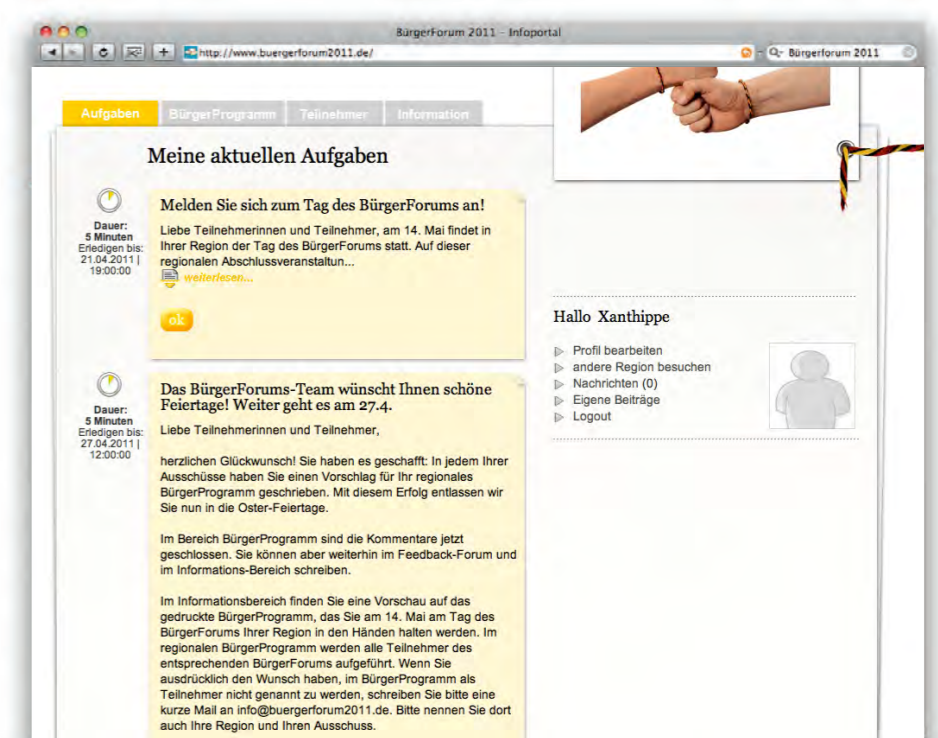 BürgerForum 2011 – Infoportal
http://www.buergerforum2011.de/
Bürgerforum 2011
Aufgaben
BürgerProgramm
Teilnehmer
Information
Meine aktuellen Aufgaben
Dauer:
5 Minuten
Erledigen bis:
21.04.2011 |
19:00:00
Melden Sie sich zum Tag des BürgerForums an!
Liebe Teilnehmerinnen und Teilnehmer, am 14. Mai findet in
Ihrer Region der Tag des BürgerForums statt. Auf dieser
regionalen Abschlussveranstaltun...
weiterlesen...
ok
Dauer:
5 Minuten
Erledigen bis:
27.04.2011 |
12:00:00
Das BürgerForums-Team wünscht Ihnen schöne
Feiertage! Weiter geht es am 27.4.
Liebe Teilnehmerinnen und Teilnehmer,
herzlichen Glückwunsch! Sie haben es geschafft: In jedem Ihrer
Ausschüsse haben Sie einen Vorschlag für Ihr regionales
BürgerProgramm geschrieben. Mit diesem Erfolg entlassen wir
Sie nun in die Oster-Feiertage.
Im Bereich BürgerProgramm sind die Kommentare jetzt
geschlossen. Sie können aber weiterhin im Feedback-Forum und
im Informations-Bereich schreiben.
Im Informationsbereich finden Sie eine Vorschau auf das
gedruckte BürgerProgramm, das Sie am 14. Mai am Tag des
BürgerForums Ihrer Region in den Händen halten werden. Im
regionalen BürgerProgramm werden alle Teilnehmer des
entsprechenden BürgerForums aufgeführt. Wenn Sie
ausdrücklich den Wunsch haben, im BürgerProgramm als
Teilnehmer nicht genannt zu werden, schreiben Sie bitte eine
kurze Mail an info@buergerforum2011.de. Bitte nennen Sie dort
auch Ihre Region und Ihren Ausschuss.
Hallo Xanthippe
Profil bearbeiten
andere Region besuchen
Nachrichten (0)
Eigene Beiträge
Logout